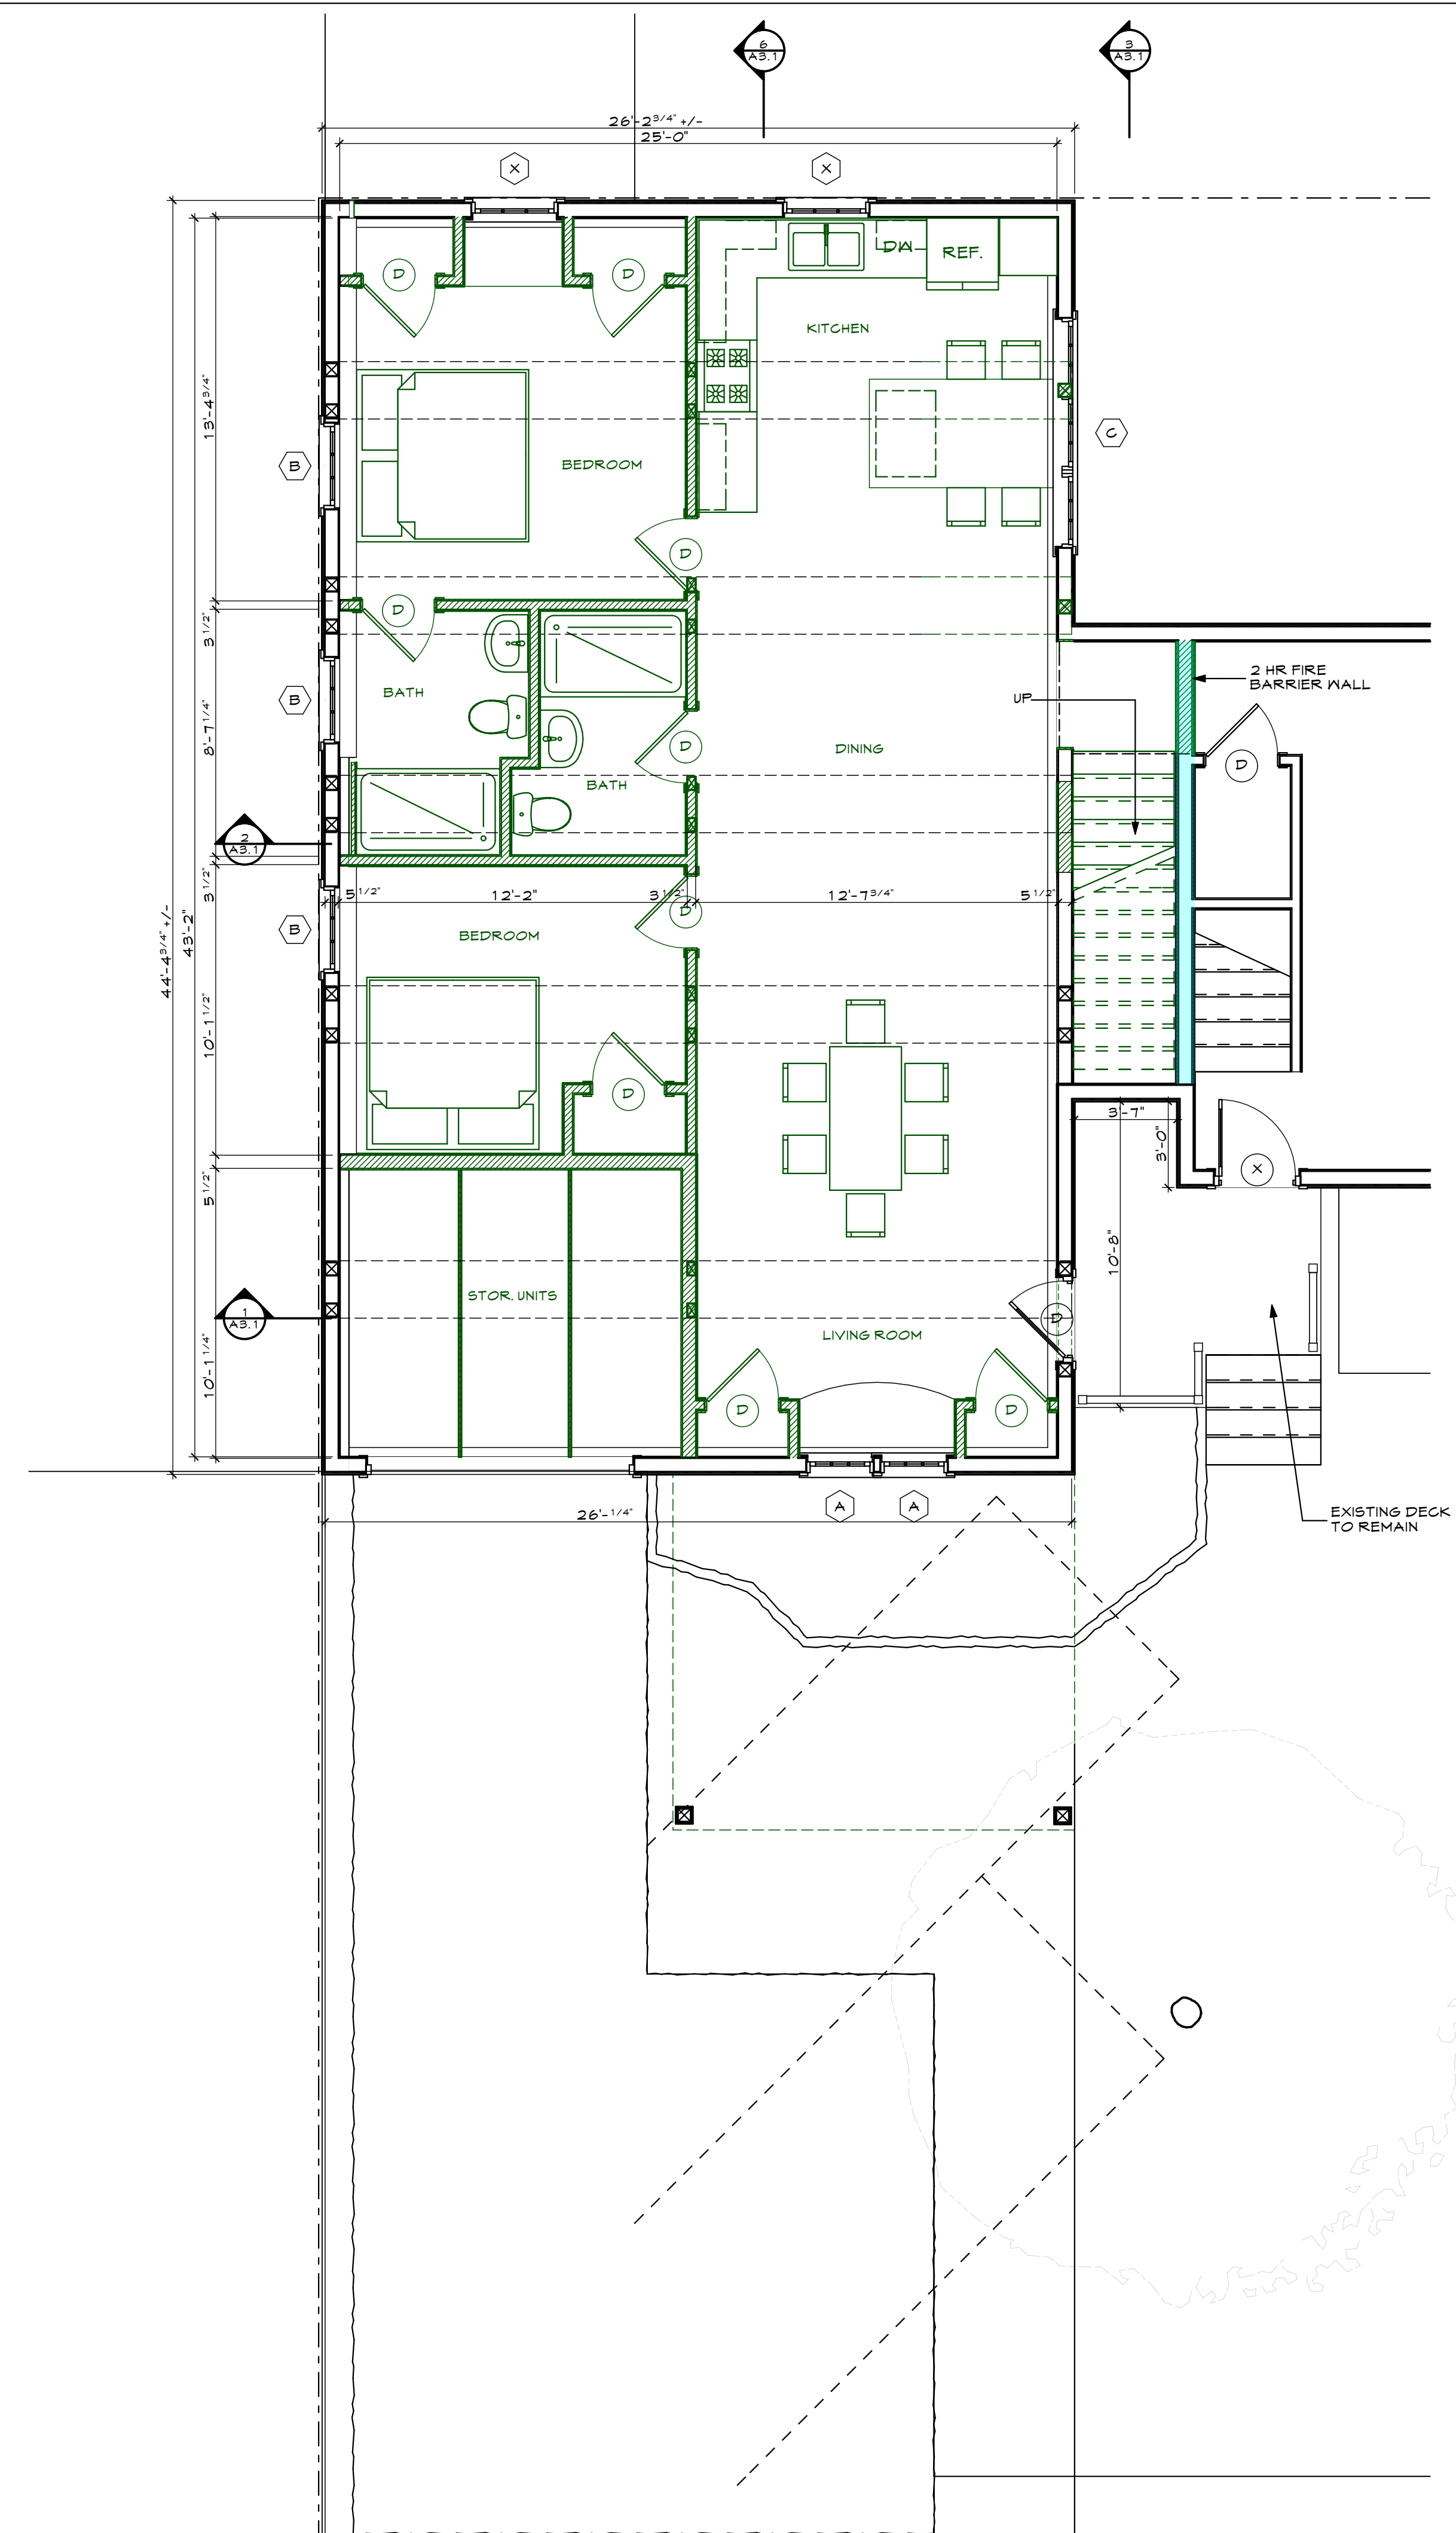 6
A3.1
3
A3.1
26'-2 3/4" +/-
25'-0"
X
X
D
D
DW
REF.
KITCHEN
13'-4 3/4"
C
B
BEDROOM
D
D
3 1/2"
2 HR FIRE
BARRIER WALL
BATH
B
UP
8'-7 1/4"
D
DINING
D
BATH
2
A3.1
3 1/2"
5 1/2"
12'-2"
3 1/2"
12'-7 3/4"
5 1/2"
D
B
BEDROOM
44'-4 3/4" +/-
43'-2"
10'-1 1/2"
D
3'-7"
3'-0"
X
5 1/2"
10'-8"
STOR. UNITS
1
A3.1
D
LIVING ROOM
10'-1 1/4"
D
D
A
A
26'-1/4"
EXISTING DECK
TO REMAIN